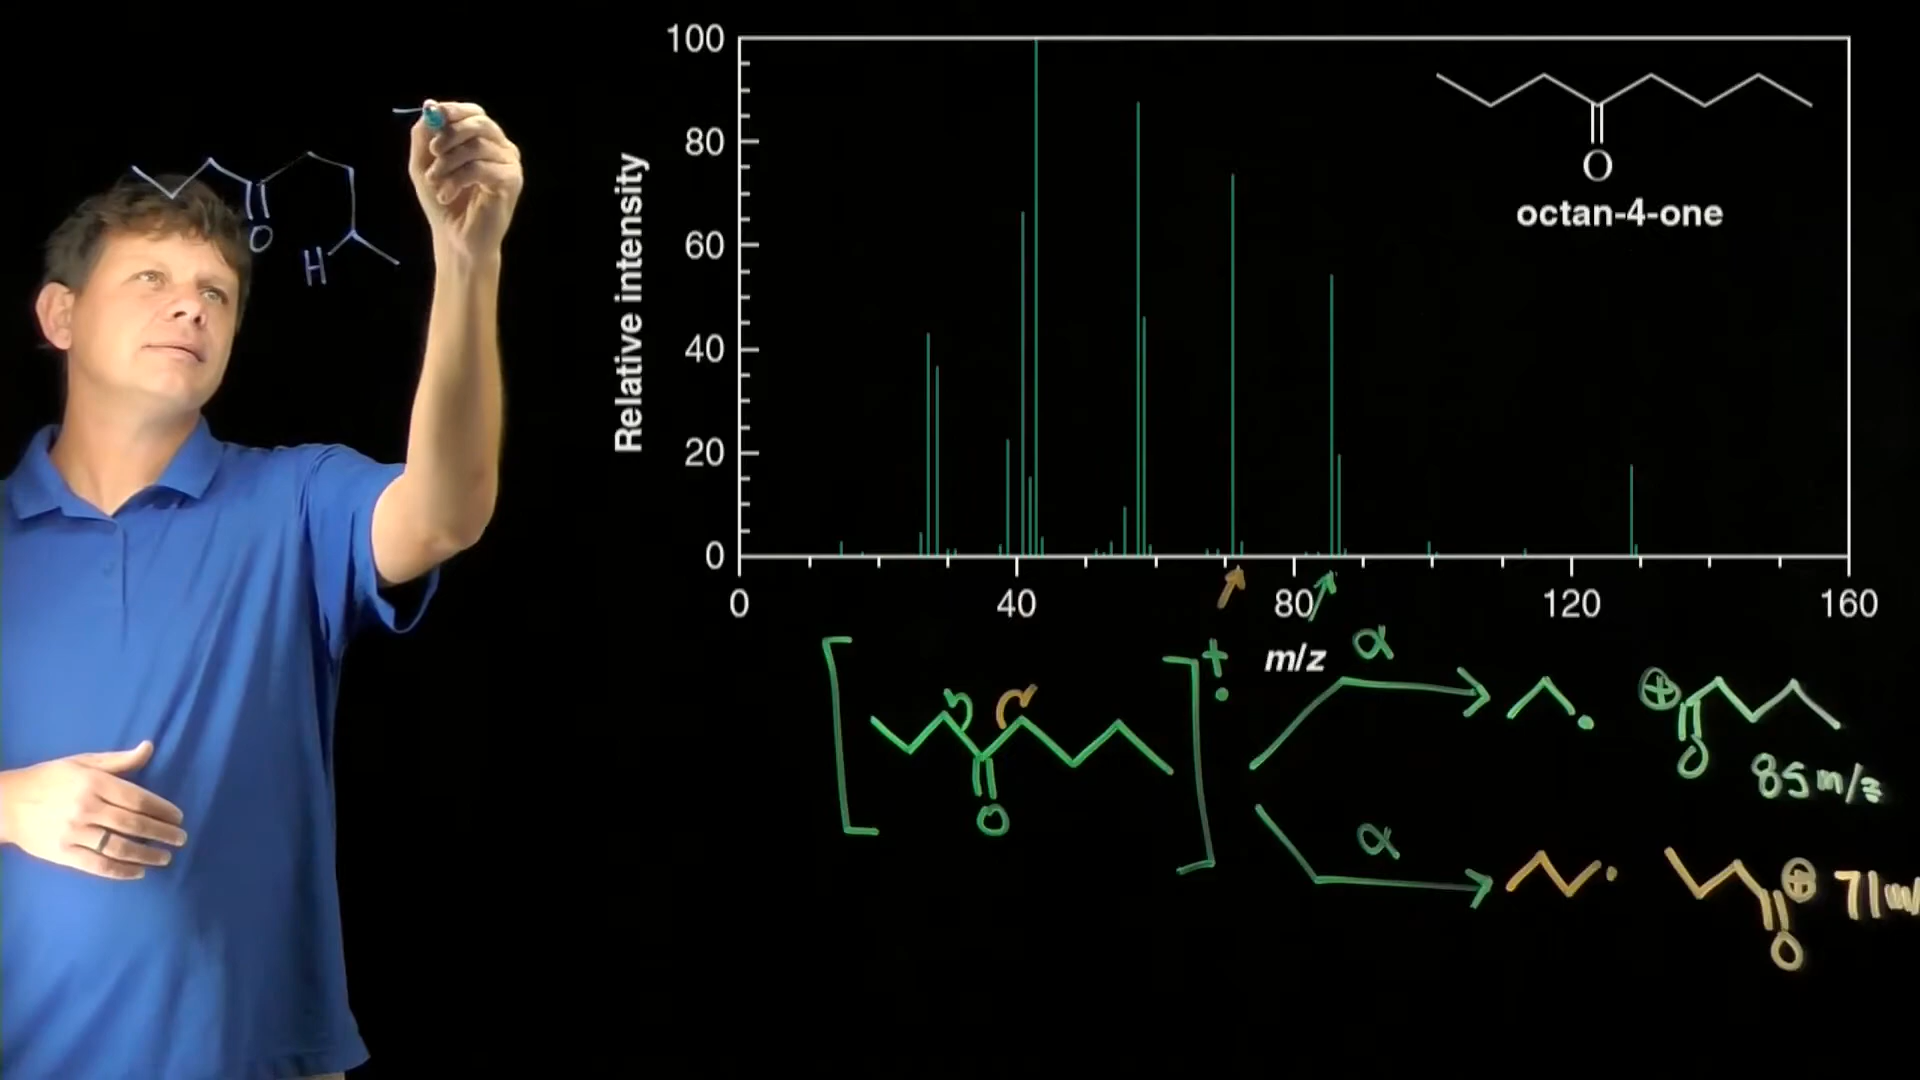 100
80
60
40
20
0
Relative intensity
0 40 80 120 160
m/z
O
octan-4-one
O
H
O
+
α
⊕
O
85 m/z
α
⊕
O
71